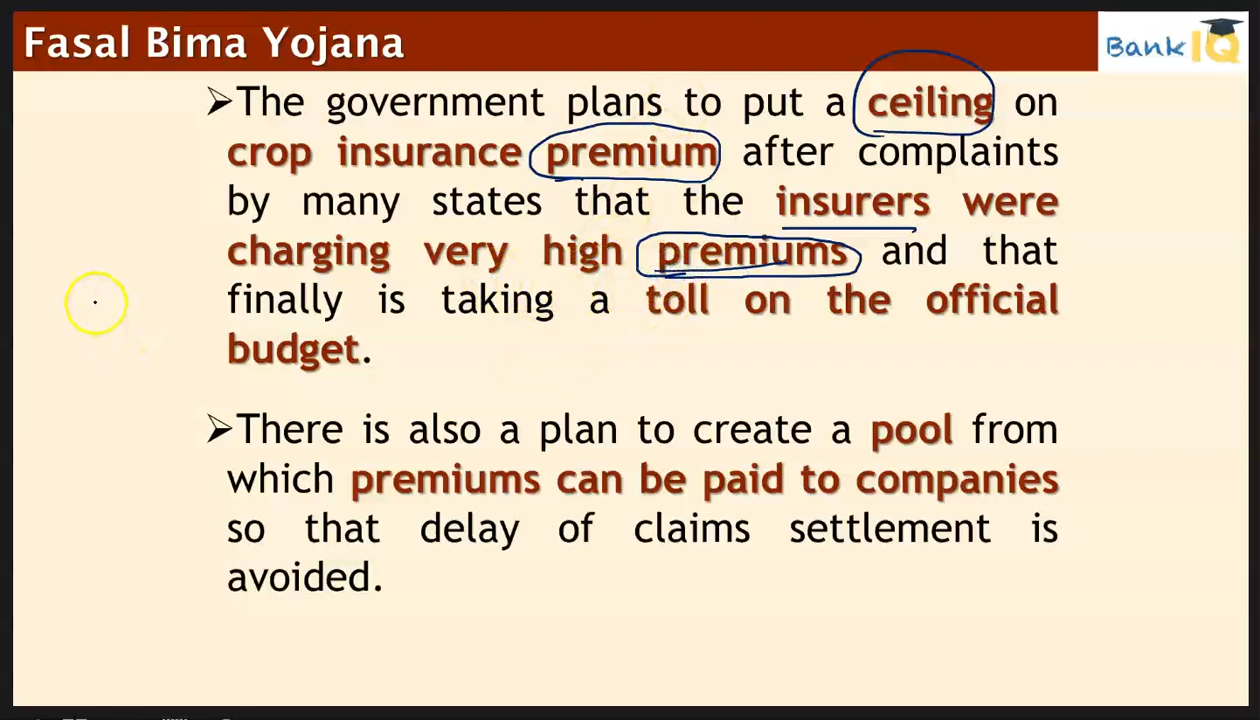 Fasal Bima Yojana
Bank IQ
➢The government plans to put a ceiling on
crop insurance premium after complaints
by many states that the insurers were
charging very high premiums and that
finally is taking a toll on the official
budget.
➢There is also a plan to create a pool from
which premiums can be paid to companies
so that delay of claims settlement is
avoided.